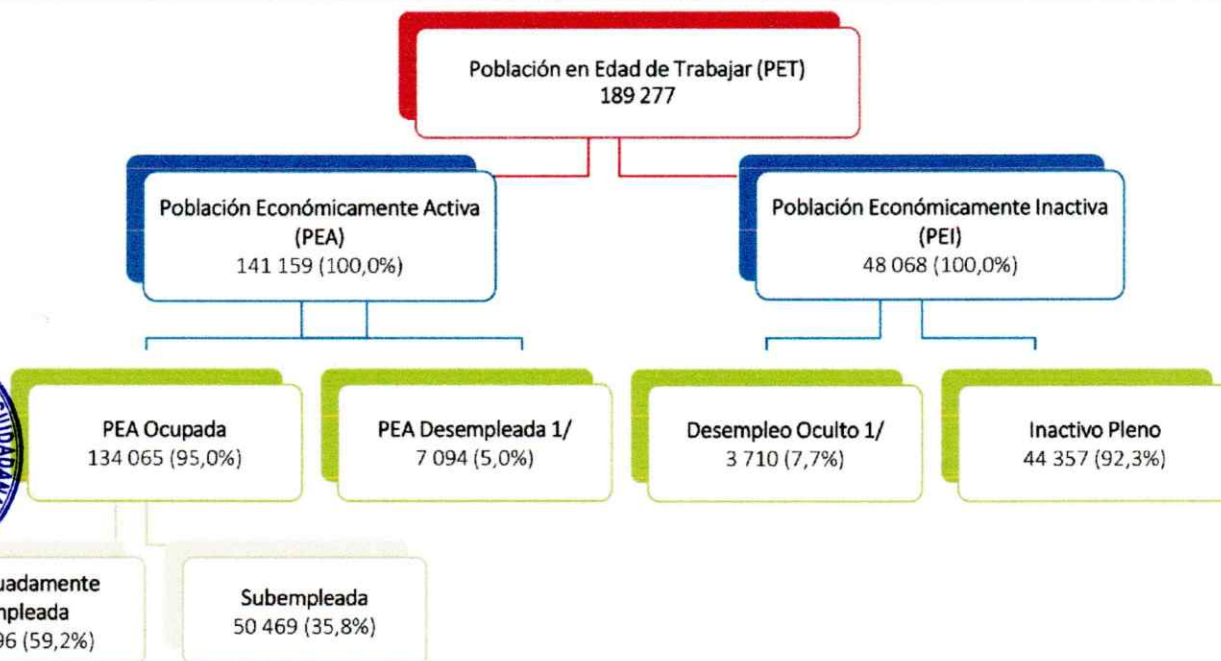 Población en Edad de Trabajar (PET)
189 277
Población Económicamente Activa
(PEA)
141 159 (100,0%)
Población Económicamente Inactiva
(PEI)
48 068 (100,0%)
PEA Ocupada
134 065 (95,0%)
PEA Desempleada 1/
7 094 (5,0%)
Desempleo Oculto 1/
3 710 (7,7%)
Inactivo Pleno
44 357 (92,3%)
uadamente
pleada
96 (59,2%)
Subempleada
50 469 (35,8%)